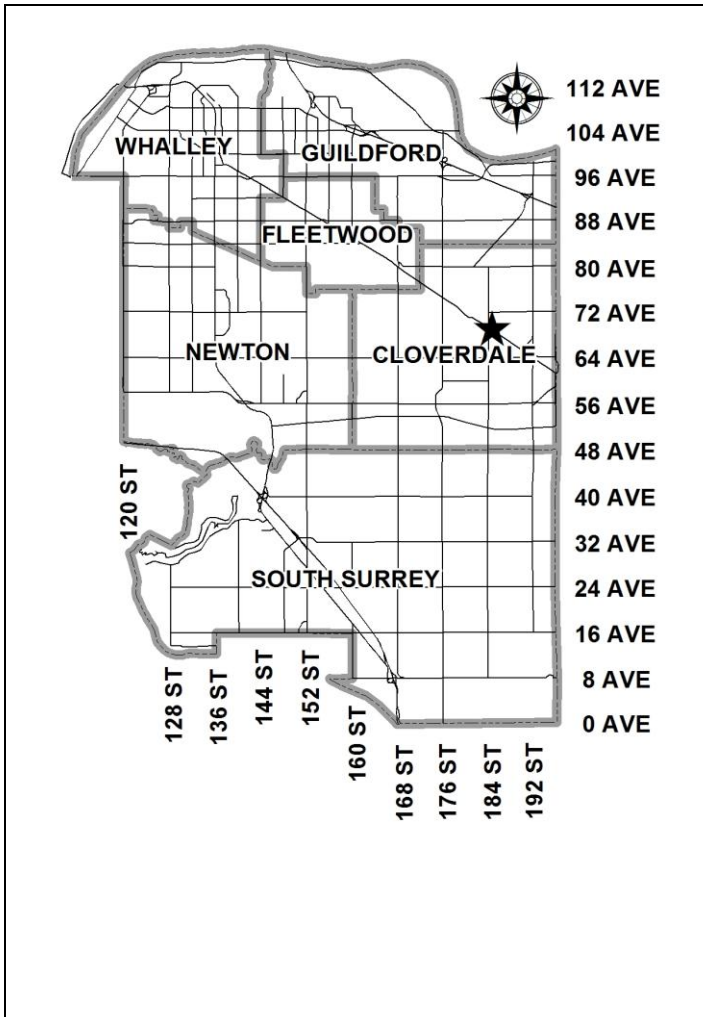 112 AVE
104 AVE
WHALLEY
GUILDFORD
96 AVE
88 AVE
FLEETWOOD
80 AVE
72 AVE
NEWTON
CLOVERDALE
64 AVE
56 AVE
48 AVE
120 ST
40 AVE
32 AVE
SOUTH SURREY
24 AVE
16 AVE
8 AVE
0 AVE
128 ST
136 ST
144 ST
152 ST
160 ST
168 ST
176 ST
184 ST
192 ST